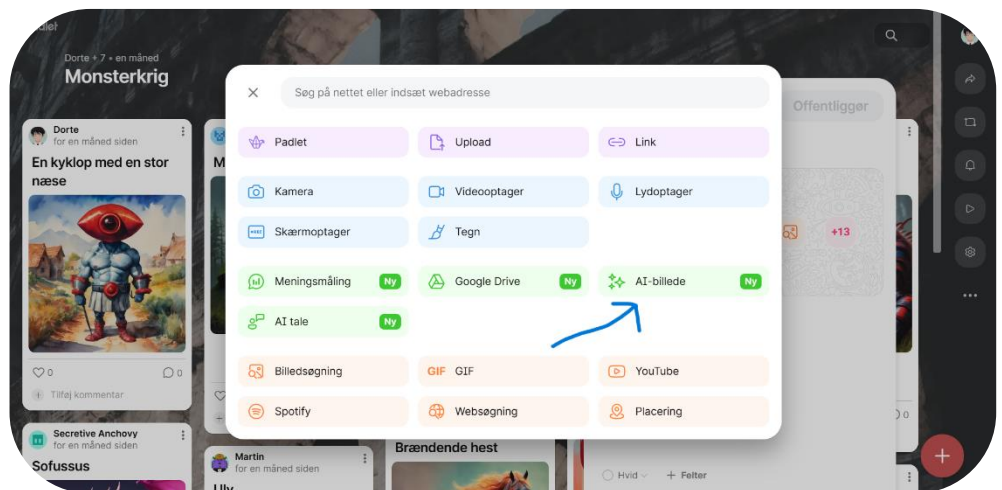 Dorte + 7 • en måned
Monsterkrig
Søg på nettet eller indsæt webadresse
Offentliggør
Padlet
Upload
Link
Kamera
Videooptager
Lydoptager
Skærmoptager
Tegn
+13
Meningsmåling Ny
Google Drive Ny
AI-billede Ny
AI tale Ny
Billedsøgning
GIF GIF
YouTube
Spotify
Websøgning
Placering
Dorte
for en måned siden
En kyklop med en stor
næse
0
0
Tilføj kommentar
Secretive Anchovy
for en måned siden
Sofussus
M
Martin
for en måned siden
Brændende hest
0
Hvid
+ Felter